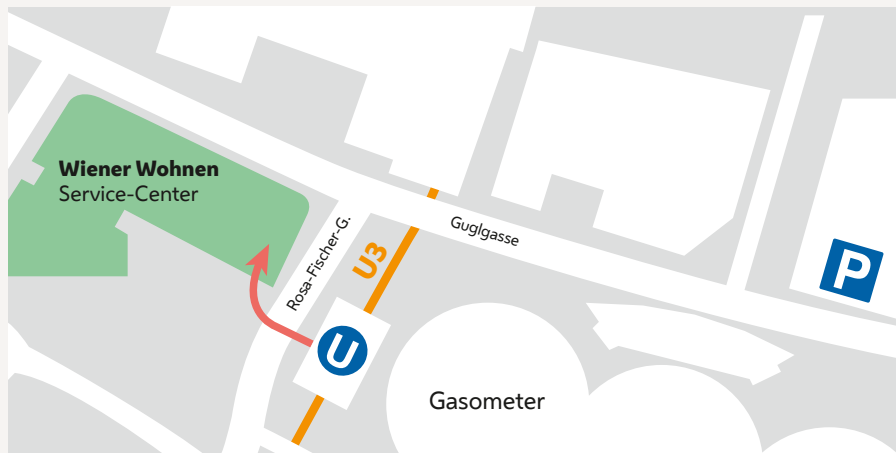 Wiener Wohnen
Service-Center
Rosa-Fischer-G.
U3
Guglgasse
P
U
Gasometer